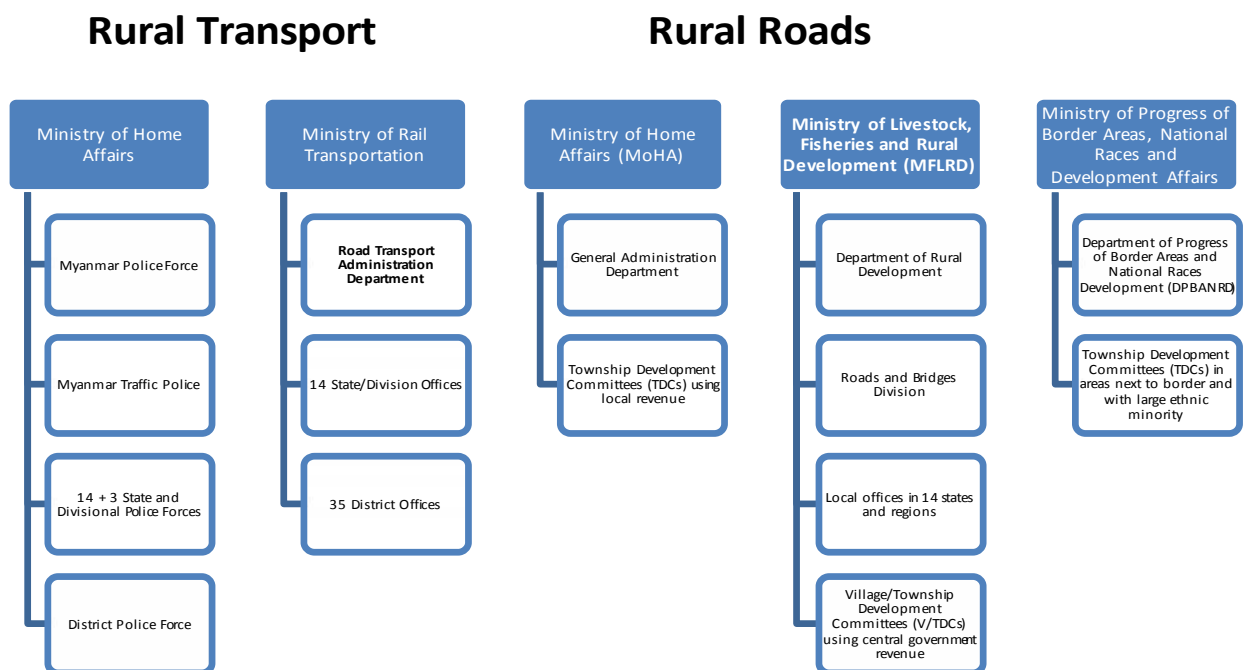 Rural Transport
Rural Roads
Ministry of Home
Affairs
Myanmar Police Force
Myanmar Traffic Police
14 + 3 State and
Divisional Police Forces
District Police Force
Ministry of Rail
Transportation
Road Transport
Administration
Department
14 State/Division Offices
35 District Offices
Ministry of Home
Affairs (MoHA)
General Administration
Department
Township Development
Committees (TDCs) using
local revenue
Ministry of Livestock,
Fisheries and Rural
Development (MFLRD)
Department of Rural
Development
Roads and Bridges
Division
Local offices in 14 states
and regions
Village/Township
Development
Committees (V/TDCs)
using central government
revenue
Ministry of Progress of
Border Areas, National
Races and
Development Affairs
Department of Progress
of Border Areas and
National Races
Development (DPBANRD)
Township Development
Committees (TDCs) in
areas next to border and
with large ethnic
minority